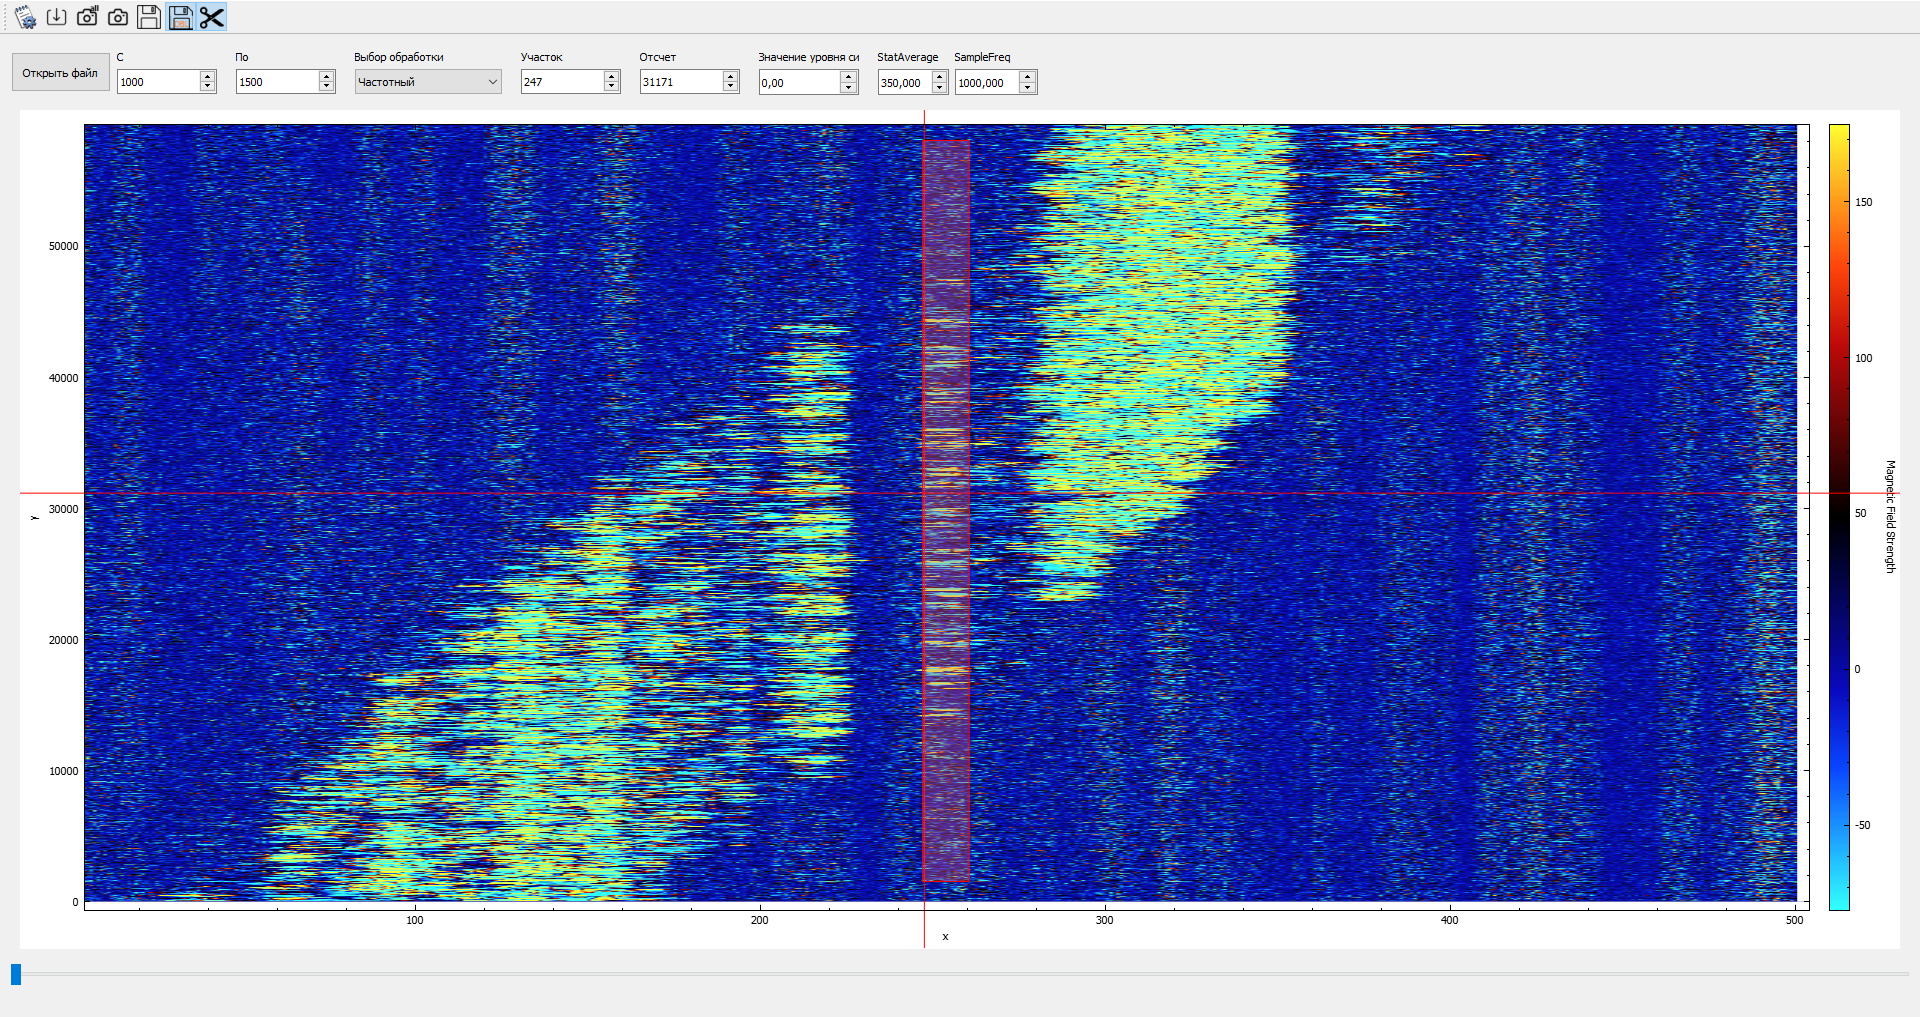 С По Выбор обработки Участок Отсчет Значение уровня си StatAverage SampleFreq
Открыть файл 1000 1500 Частотный 247 31171 0,00 350,000 1000,000
50000
40000
30000
20000
10000
0
Y
100 200 300 400 500
x
150
100
50
0
-50
Magnetic Field Strength